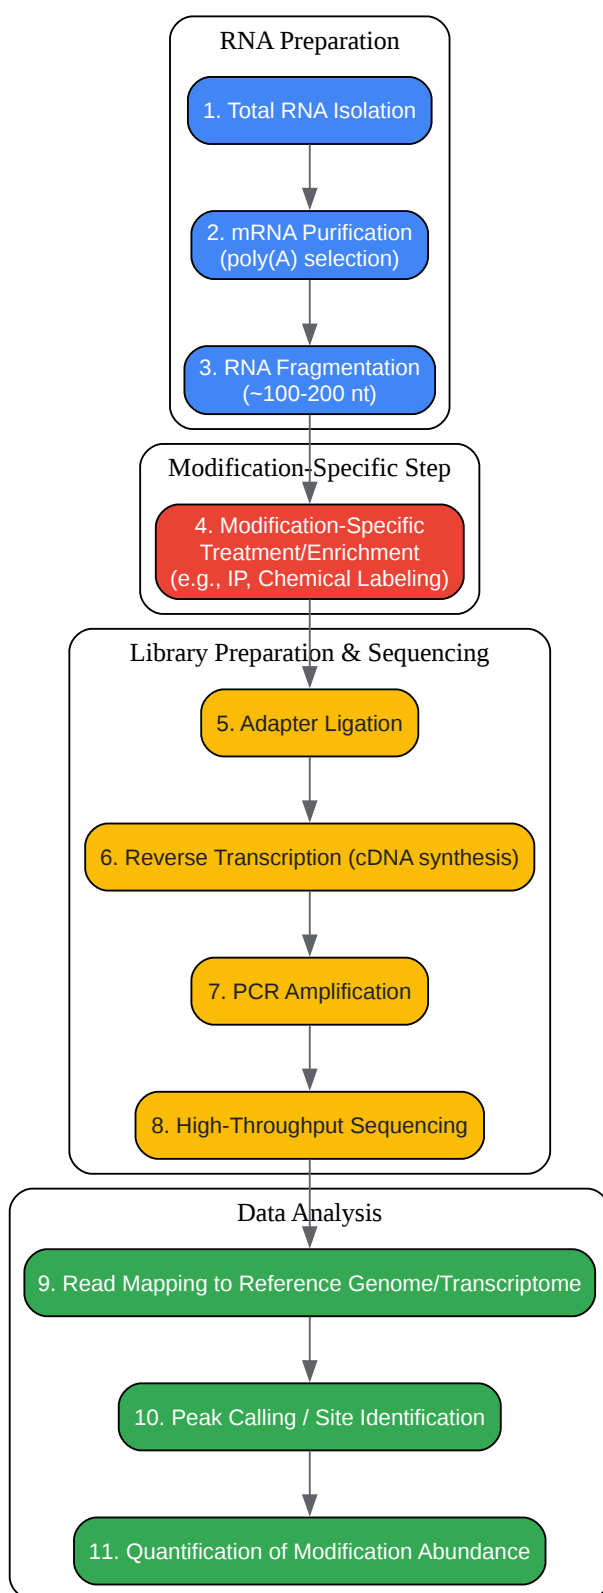 RNA Preparation
1. Total RNA Isolation
2. mRNA Purification
(poly(A) selection)
3. RNA Fragmentation
(~100-200 nt)
Modification-Specific Step
4. Modification-Specific
Treatment/Enrichment
(e.g., IP, Chemical Labeling)
Library Preparation & Sequencing
5. Adapter Ligation
6. Reverse Transcription (cDNA synthesis)
7. PCR Amplification
8. High-Throughput Sequencing
Data Analysis
9. Read Mapping to Reference Genome/Transcriptome
10. Peak Calling / Site Identification
11. Quantification of Modification Abundance